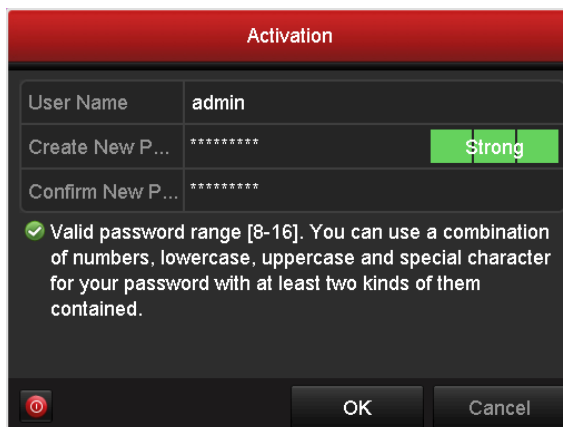 Activation
User Name admin
Create New P... ********* Strong
Confirm New P... *********
Valid password range [8-16]. You can use a combination
of numbers, lowercase, uppercase and special character
for your password with at least two kinds of them
contained.
OK Cancel